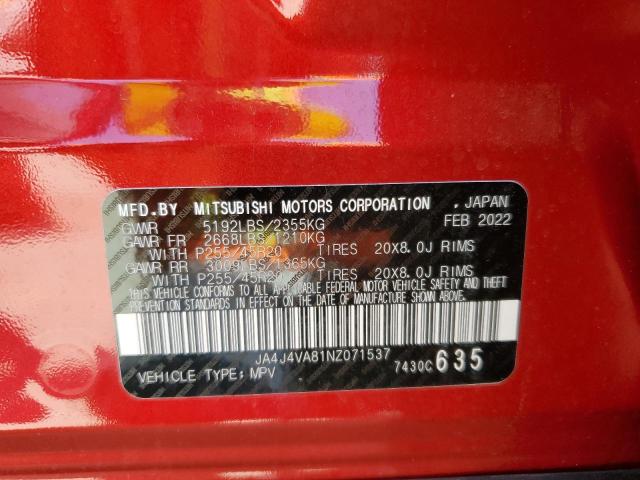 MFD.BY MITSUBISHI MOTORS CORPORATION , JAPAN
GVWR 5192LBS/2355KG FEB 2022
GAWR FR 2668LBS/1210KG
WITH P255/45R20 TIRES 20X8.0J RIMS
GAWR RR 3009LBS/1365KG
WITH P255/45R20 TIRES 20X8.0J RIMS
THIS VEHICLE CONFORMS TO ALL APPLICABLE FEDERAL MOTOR VEHICLE SAFETY AND THEFT
PREVENTION STANDARDS IN EFFECT ON THE DATE OF MANUFACTURE SHOWN ABOVE.
JA4J4VA81NZ071537
VEHICLE TYPE: MPV 7430C635